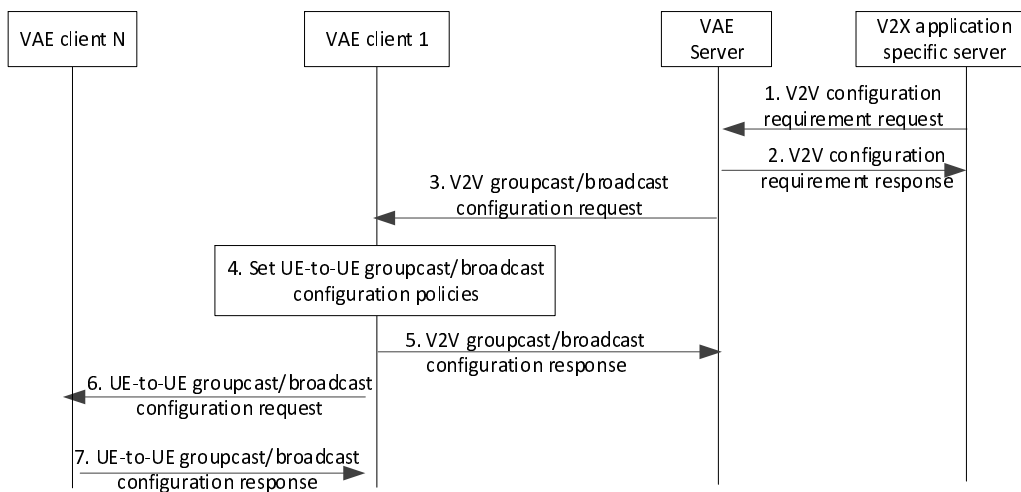 VAE client N
VAE client 1
VAE
Server
V2X application
specific server
1. V2V configuration
requirement request
2. V2V configuration
requirement response
3. V2V groupcast/broadcast
configuration request
4. Set UE-to-UE groupcast/broadcast
configuration policies
5. V2V groupcast/broadcast
configuration response
6. UE-to-UE groupcast/broadcast
configuration request
7. UE-to-UE groupcast/broadcast
configuration response